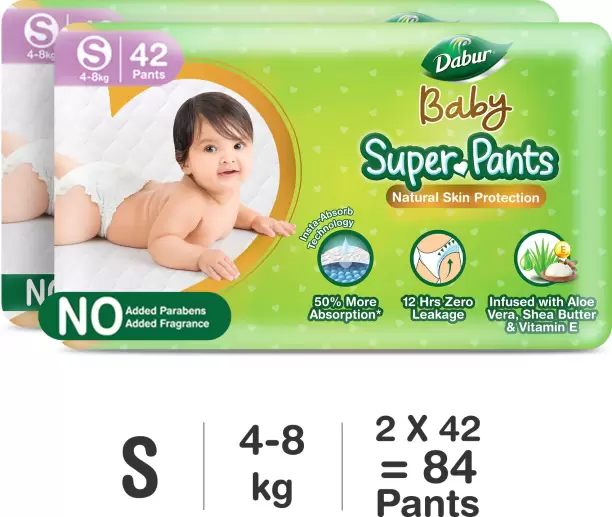 S
4-8kg
S
4-8kg
42
Pants
Dabur
Baby
Super Pants
Natural Skin Protection
Insta-Absorb
Technology
50% More
Absorption*
12 Hrs Zero
Leakage
E
Infused with Aloe
Vera, Shea Butter
& Vitamin E
NO
Added Parabens
Added Fragrance
S
4-8
kg
2 X 42
= 84
Pants